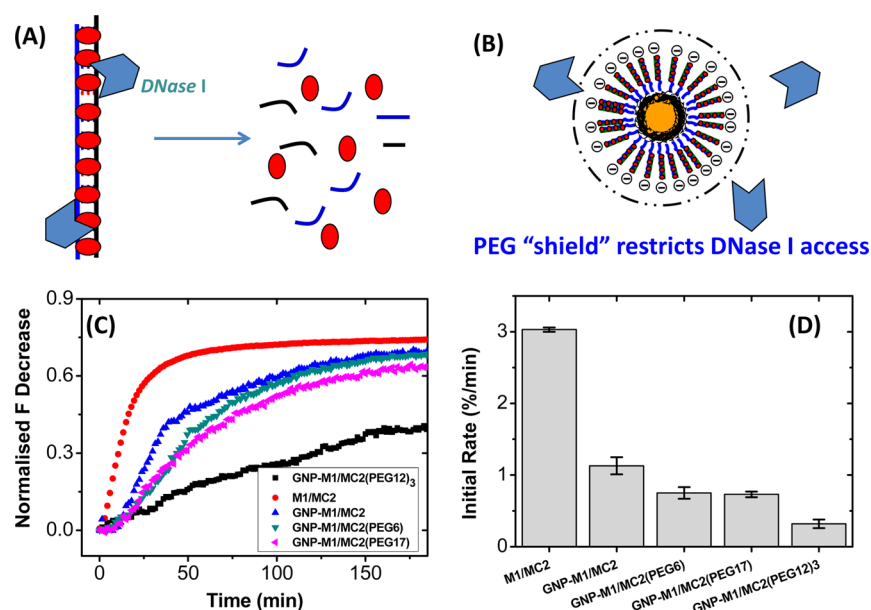 (A)
DNase I
(B)
PEG “shield” restricts DNase I access
(C)
Normalised F Decrease
0.9
0.6
0.3
0.0
0
50
100
150
Time (min)
GNP-M1/MC2(PEG12)3
M1/MC2
GNP-M1/MC2
GNP-M1/MC2(PEG6)
GNP-M1/MC2(PEG17)
(D)
Initial Rate (%/min)
3
2
1
0
M1/MC2
GNP-M1/MC2
GNP-M1/MC2(PEG6)
GNP-M1/MC2(PEG17)
GNP-M1/MC2(PEG12)3